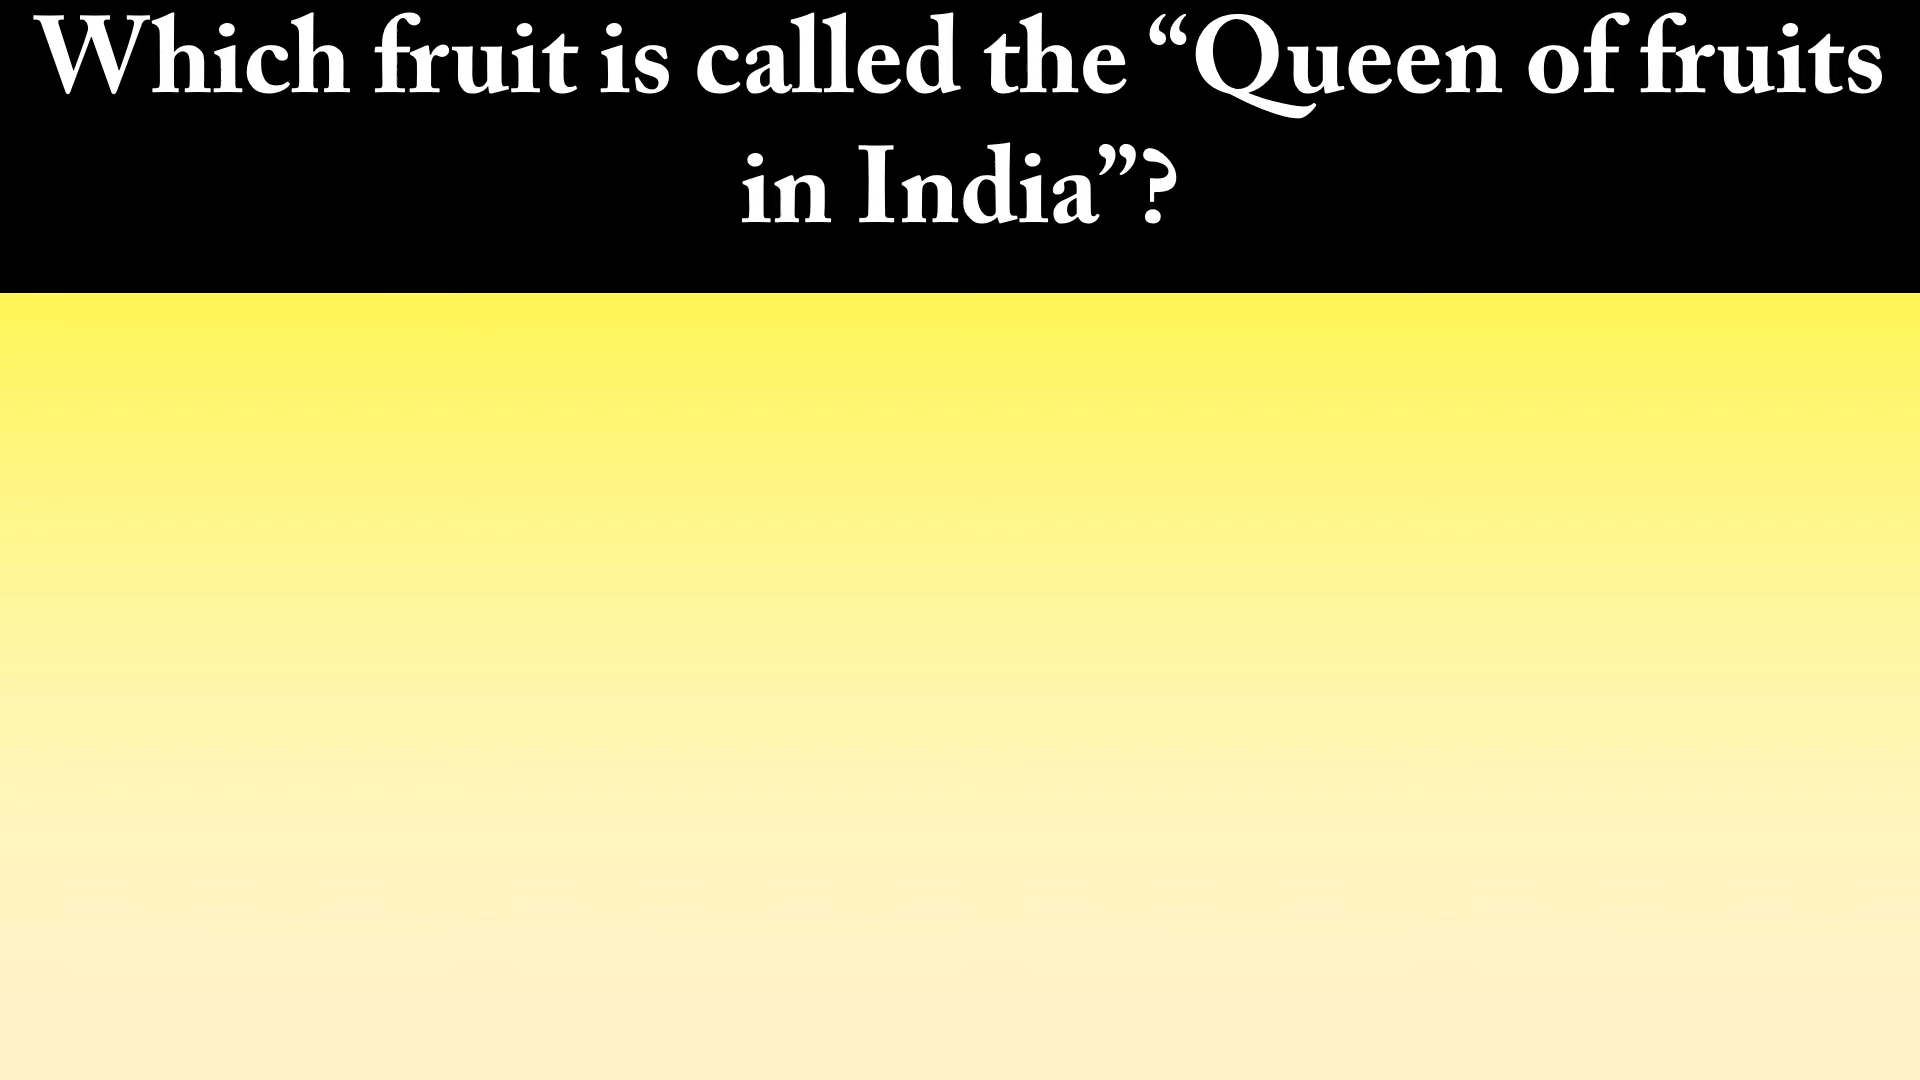 Which fruit is called the “Queen of fruits
in India”?